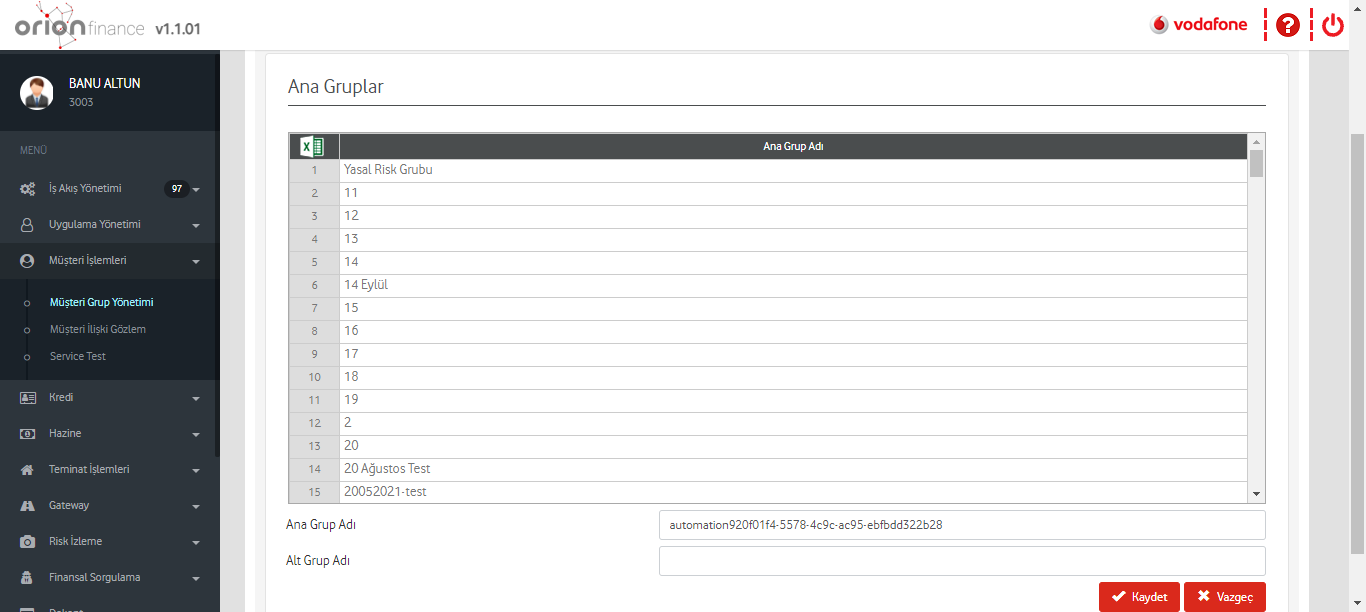 orionfinance v1.1.01
vodafone
BANU ALTUN
3003
MENÜ
İş Akış Yönetimi 97
Uygulama Yönetimi
Müşteri İşlemleri
Müşteri Grup Yönetimi
Müşteri İlişki Gözlem
Service Test
Kredi
Hazine
Teminat İşlemleri
Gateway
Risk İzleme
Finansal Sorgulama
Ana Gruplar
Ana Grup Adı
1 Yasal Risk Grubu
2 11
3 12
4 13
5 14
6 14 Eylül
7 15
8 16
9 17
10 18
11 19
12 2
13 20
14 20 Ağustos Test
15 20052021-test
Ana Grup Adı automation920f01f4-5578-4c9c-ac95-ebfbdd322b28
Alt Grup Adı
Kaydet Vazgeç